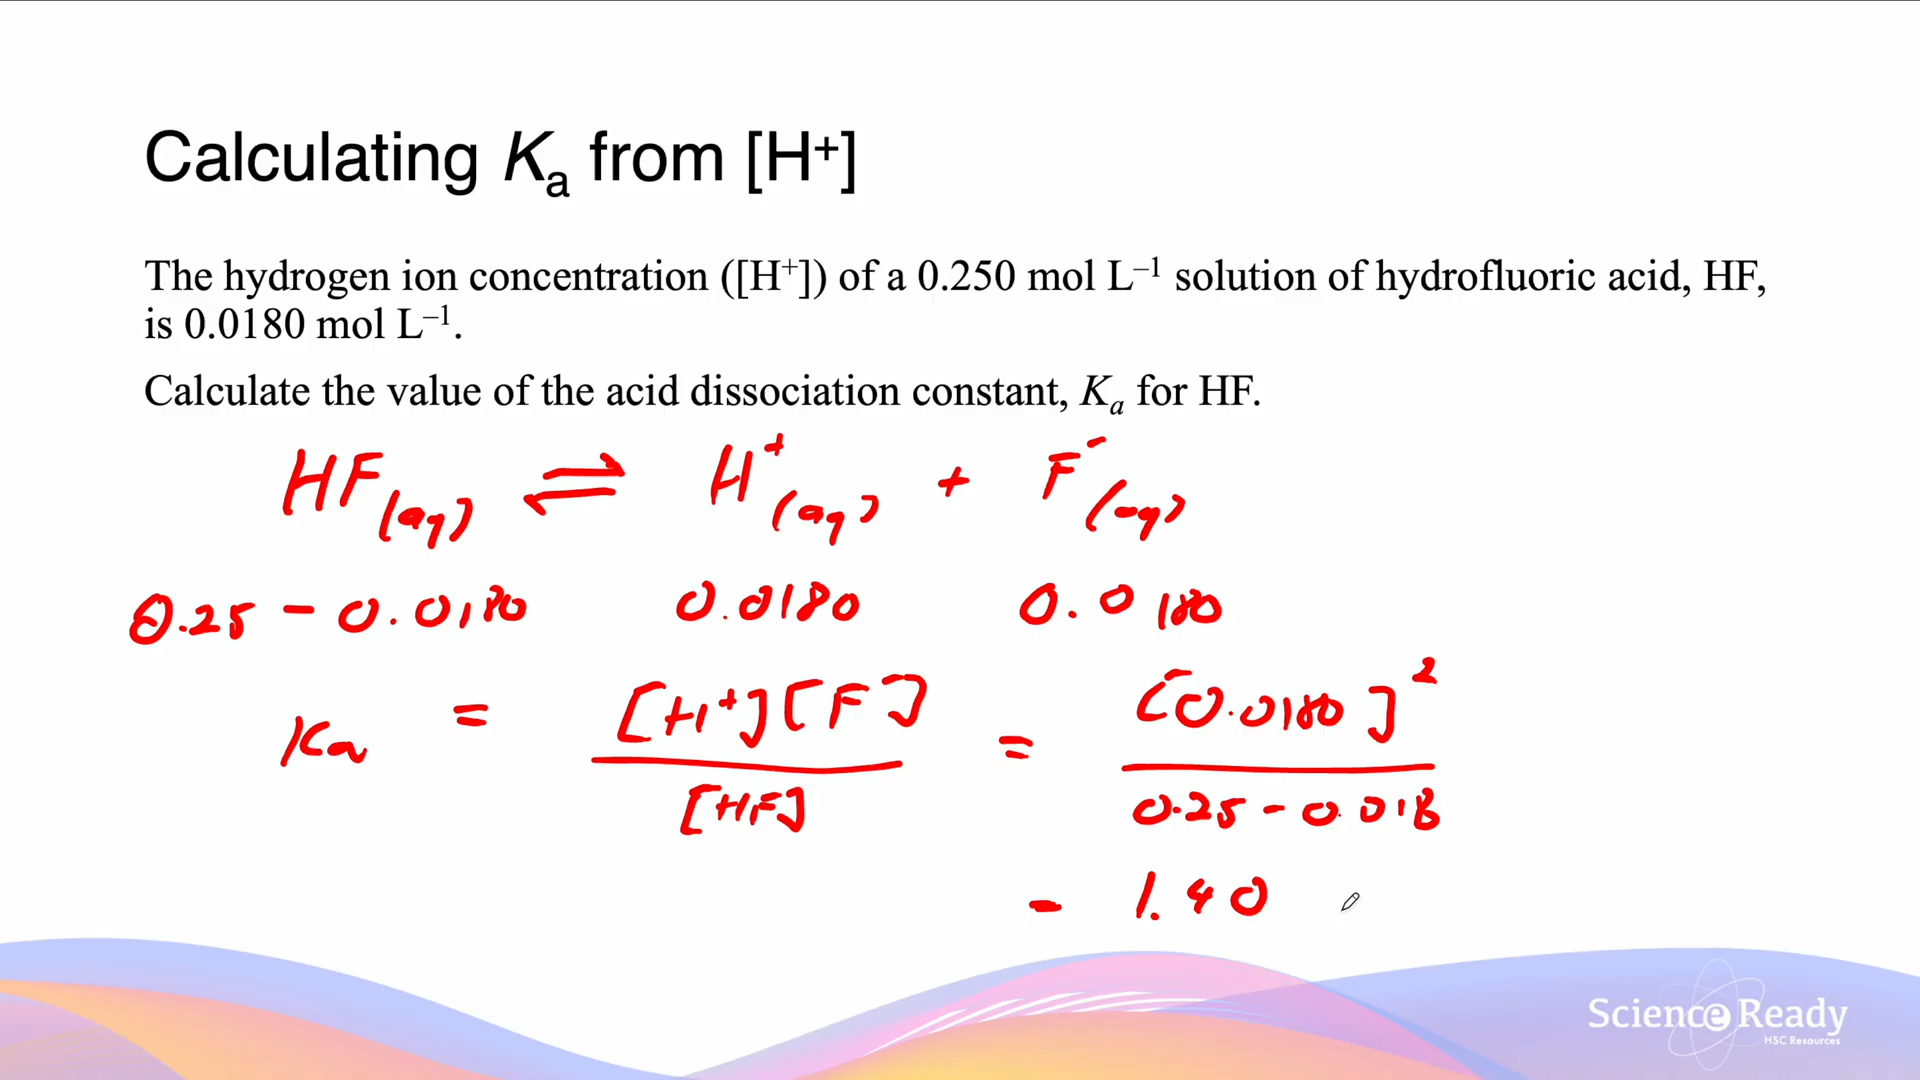 Calculating Ka from [H⁺]
The hydrogen ion concentration ([H⁺]) of a 0.250 mol L⁻¹ solution of hydrofluoric acid, HF,
is 0.0180 mol L⁻¹.
Calculate the value of the acid dissociation constant, Kₐ for HF.
HF(aq) ⇌ H⁺(aq) + F⁻(aq)
0.25 - 0.0180 0.0180 0.0180
Ka = [H⁺][F⁻] / [HF] = [0.0180]² / 0.25 - 0.018
= 1.40
Science Ready
HSC Resources